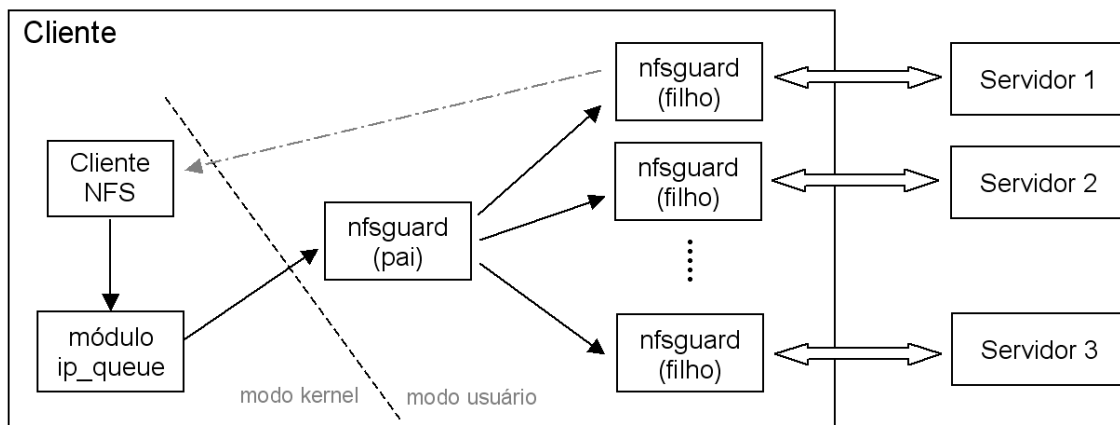 Cliente
nfsguard
(filho)
Servidor 1
Cliente
NFS
nfsguard
(filho)
Servidor 2
nfsguard
(pai)
módulo
ip_queue
nfsguard
(filho)
Servidor 3
modo kernel
modo usuário